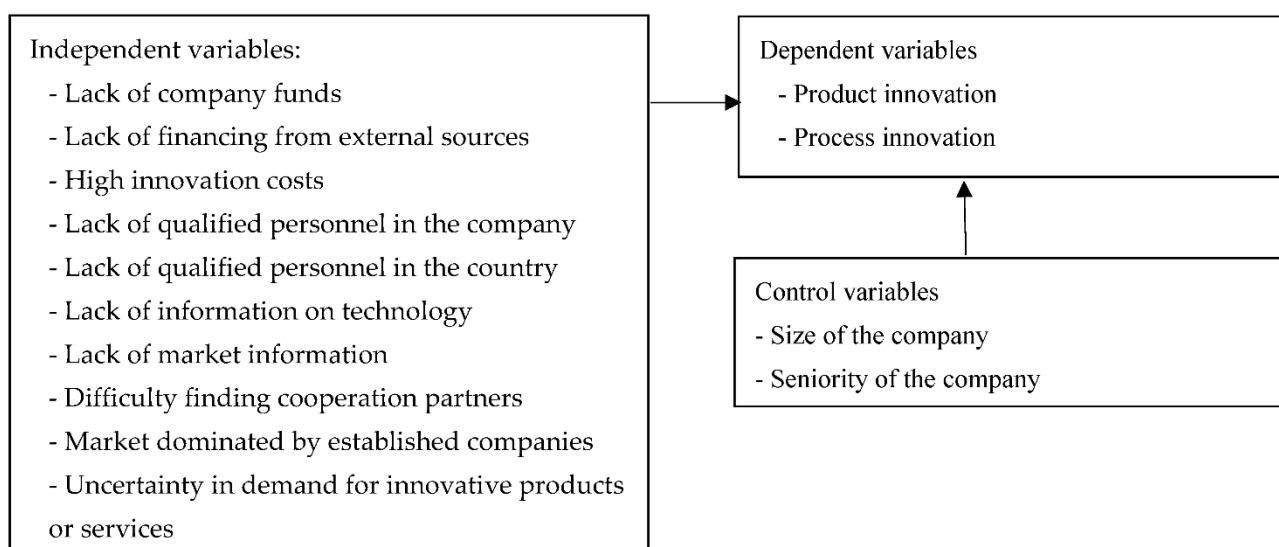 Independent variables:
- Lack of company funds
- Lack of financing from external sources
- High innovation costs
- Lack of qualified personnel in the company
- Lack of qualified personnel in the country
- Lack of information on technology
- Lack of market information
- Difficulty finding cooperation partners
- Market dominated by established companies
- Uncertainty in demand for innovative products
or services
Dependent variables
- Product innovation
- Process innovation
Control variables
- Size of the company
- Seniority of the company